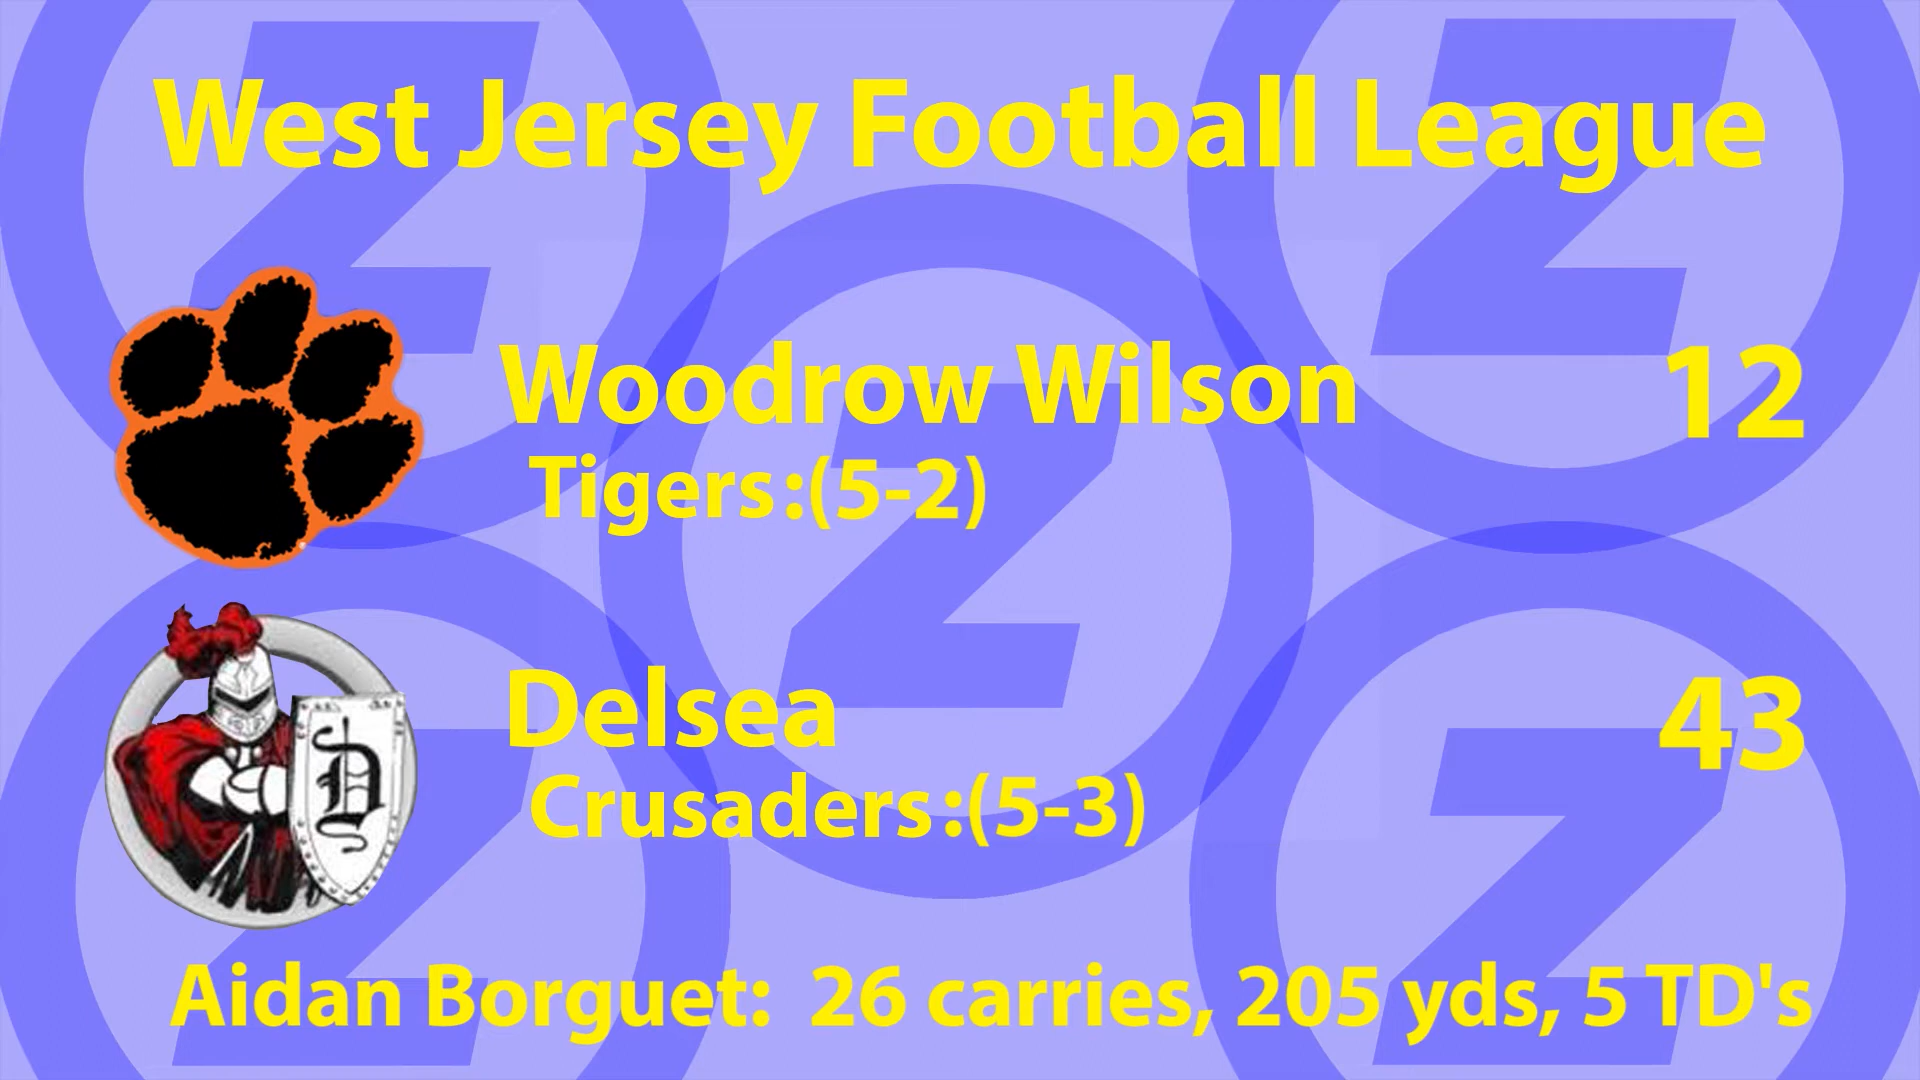 West Jersey Football League
Woodrow Wilson 12
Tigers:(5-2)
Delsea 43
Crusaders:(5-3)
D
Aidan Borguet: 26 carries, 205 yds, 5 TD's
Z
Z
Z
Z
Z